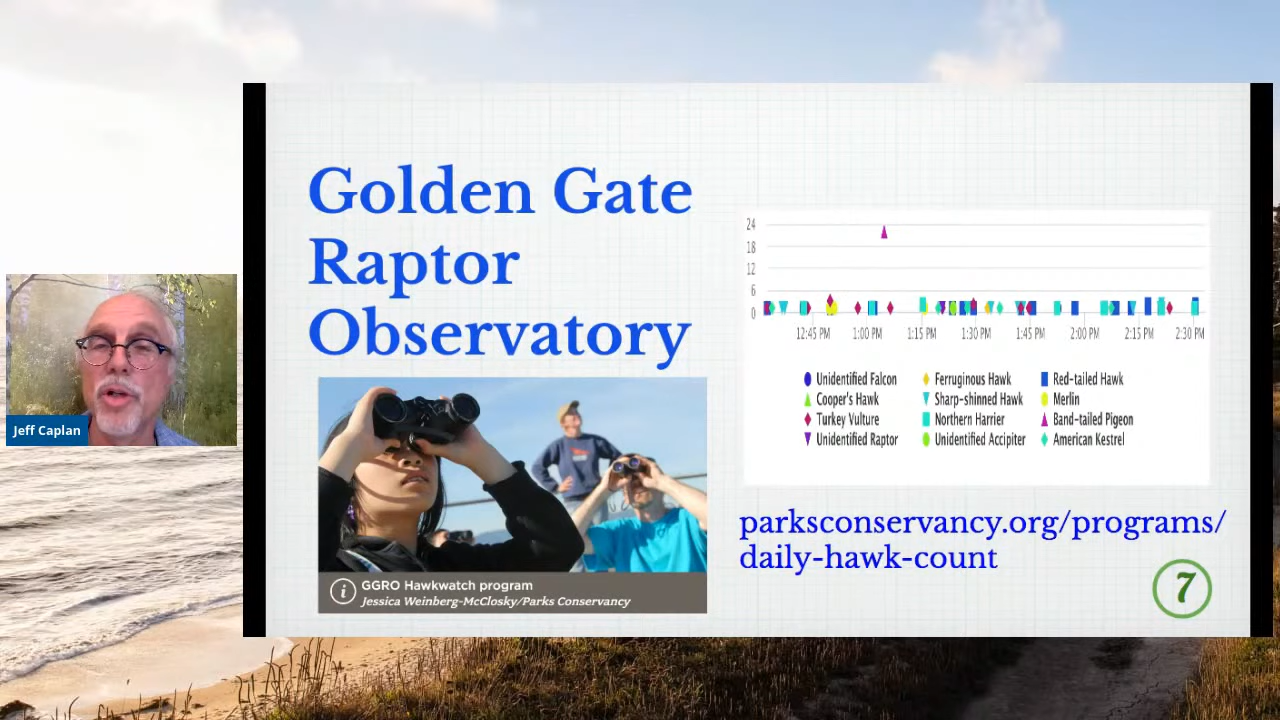 Golden Gate
Raptor
Observatory
Jeff Caplan
GGRO Hawkwatch program
Jessica Weinberg-McClosky/Parks Conservancy
24
18
12
6
0
12:45 PM 1:00 PM 1:15 PM 1:30 PM 1:45 PM 2:00 PM 2:15 PM 2:30 PM
Unidentified Falcon Ferruginous Hawk Red-tailed Hawk
Cooper's Hawk Sharp-shinned Hawk Merlin
Turkey Vulture Northern Harrier Band-tailed Pigeon
Unidentified Raptor Unidentified Accipiter American Kestrel
parksconservancy.org/programs/
daily-hawk-count
7